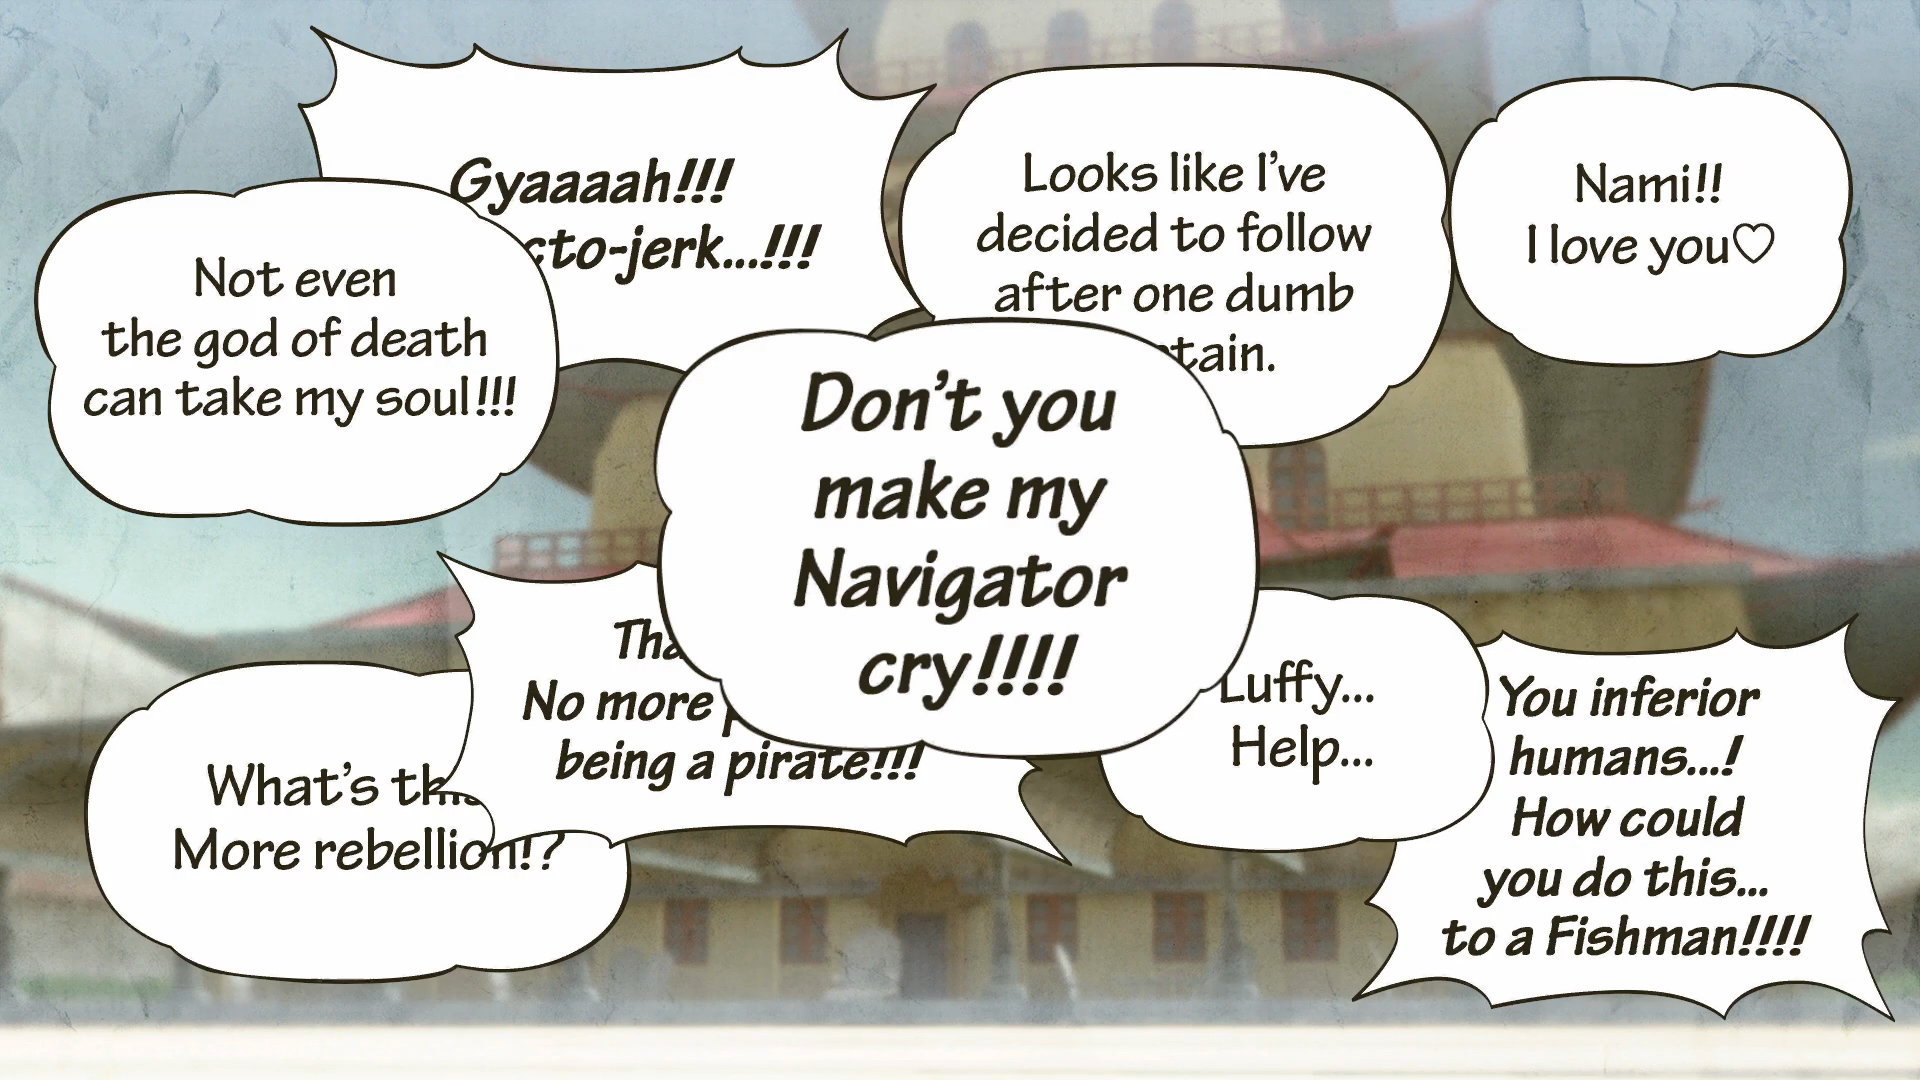 Gyaaaah!!!
cto-jerk...!!!
Looks like I've
decided to follow
after one dumb
tain.
Nami!!
I love you♡
Not even
the god of death
can take my soul!!!
Don't you
make my
Navigator
cry!!!!
No more
being a pirate!!!
What's
More rebellion!?
Luffy...
Help...
You inferior
humans...!
How could
you do this...
to a Fishman!!!!